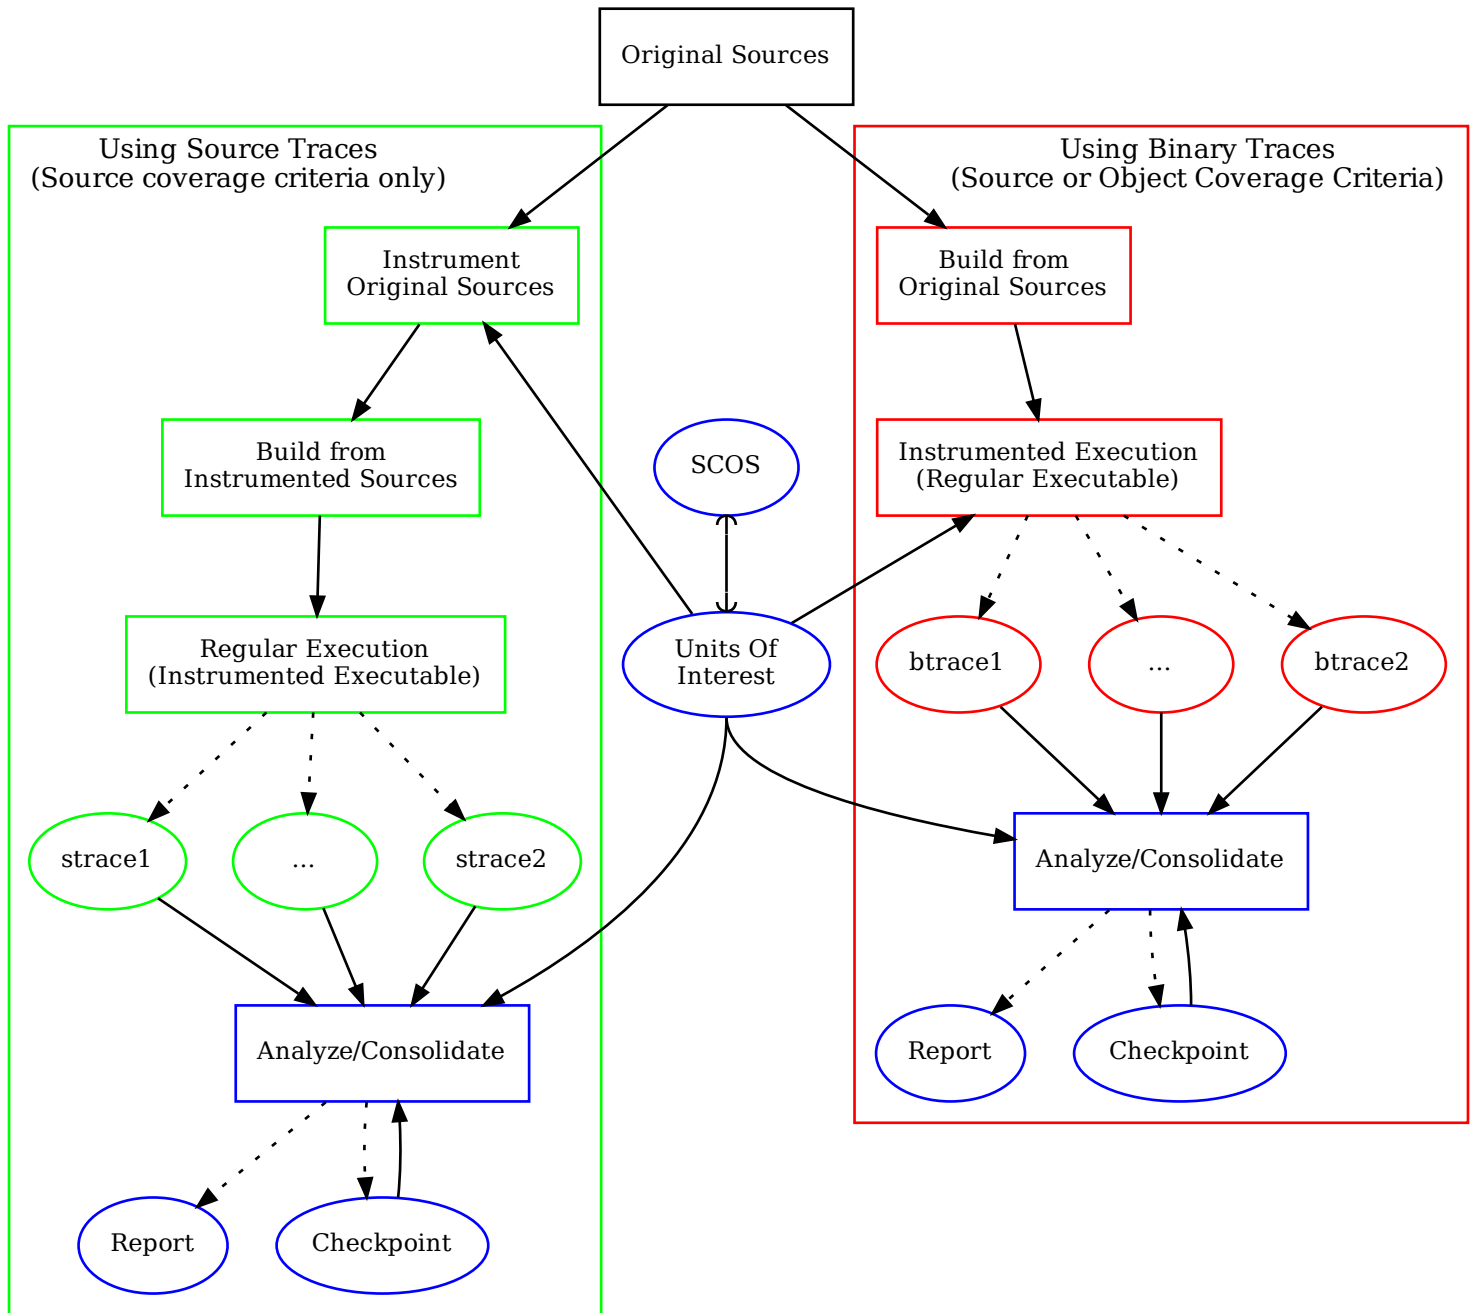 Original Sources
Using Source Traces
(Source coverage criteria only)
Using Binary Traces
(Source or Object Coverage Criteria)
Instrument
Original Sources
Build from
Original Sources
Build from
Instrumented Sources
SCOS
Instrumented Execution
(Regular Executable)
Regular Execution
(Instrumented Executable)
Units Of
Interest
btrace1
...
btrace2
strace1
...
strace2
Analyze/Consolidate
Analyze/Consolidate
Report
Checkpoint
Report
Checkpoint